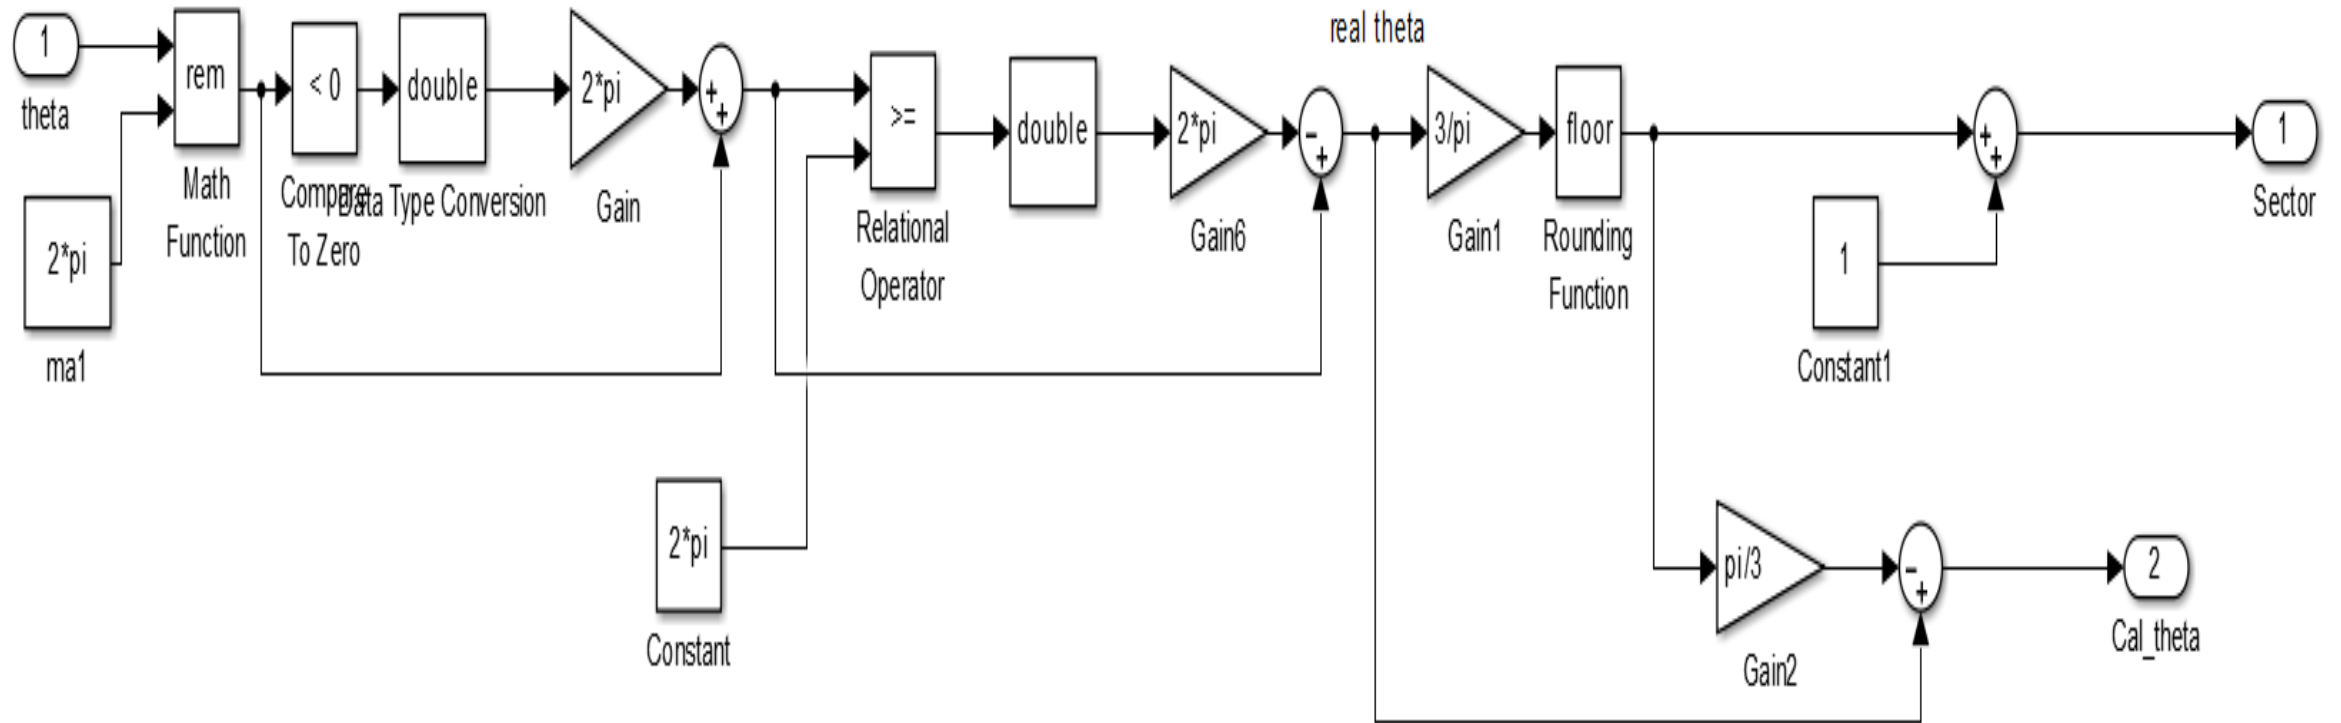 real theta
1
theta
rem
Math
Function
2*pi
ma1
< 0
Compare
To Zero
double
Data Type Conversion
2*pi
Gain
+
+
>=
Relational
Operator
2*pi
Constant
double
2*pi
Gain6
−
+
3/pi
Gain1
floor
Rounding
Function
1
Constant1
+
+
1
Sector
pi/3
Gain2
−
+
2
Cal_theta